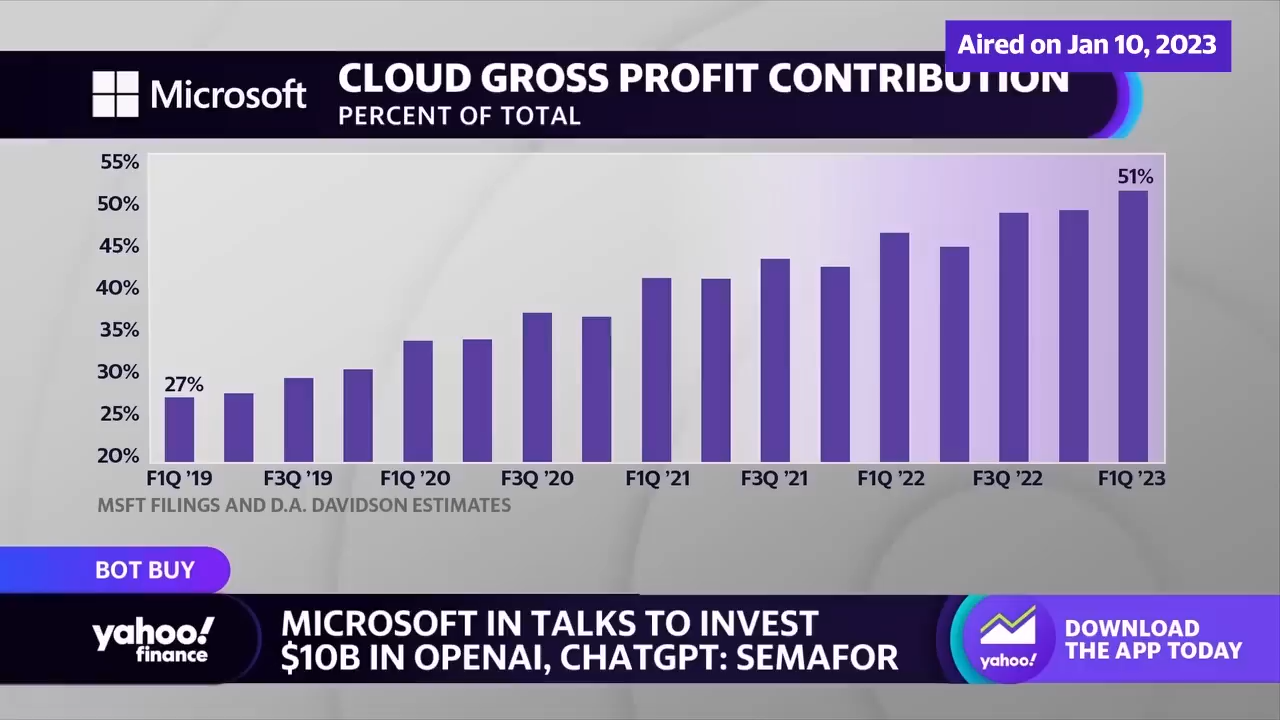 Aired on Jan 10, 2023
Microsoft
CLOUD GROSS PROFIT CONTRIBUTION
PERCENT OF TOTAL
55%
50%
45%
40%
35%
30%
25%
20%
27%
51%
F1Q '19
F3Q '19
F1Q '20
F3Q '20
F1Q '21
F3Q '21
F1Q '22
F3Q '22
F1Q '23
MSFT FILINGS AND D.A. DAVIDSON ESTIMATES
BOT BUY
yahoo!
finance
MICROSOFT IN TALKS TO INVEST
$10B IN OPENAI, CHATGPT: SEMAFOR
yahoo!
DOWNLOAD
THE APP TODAY